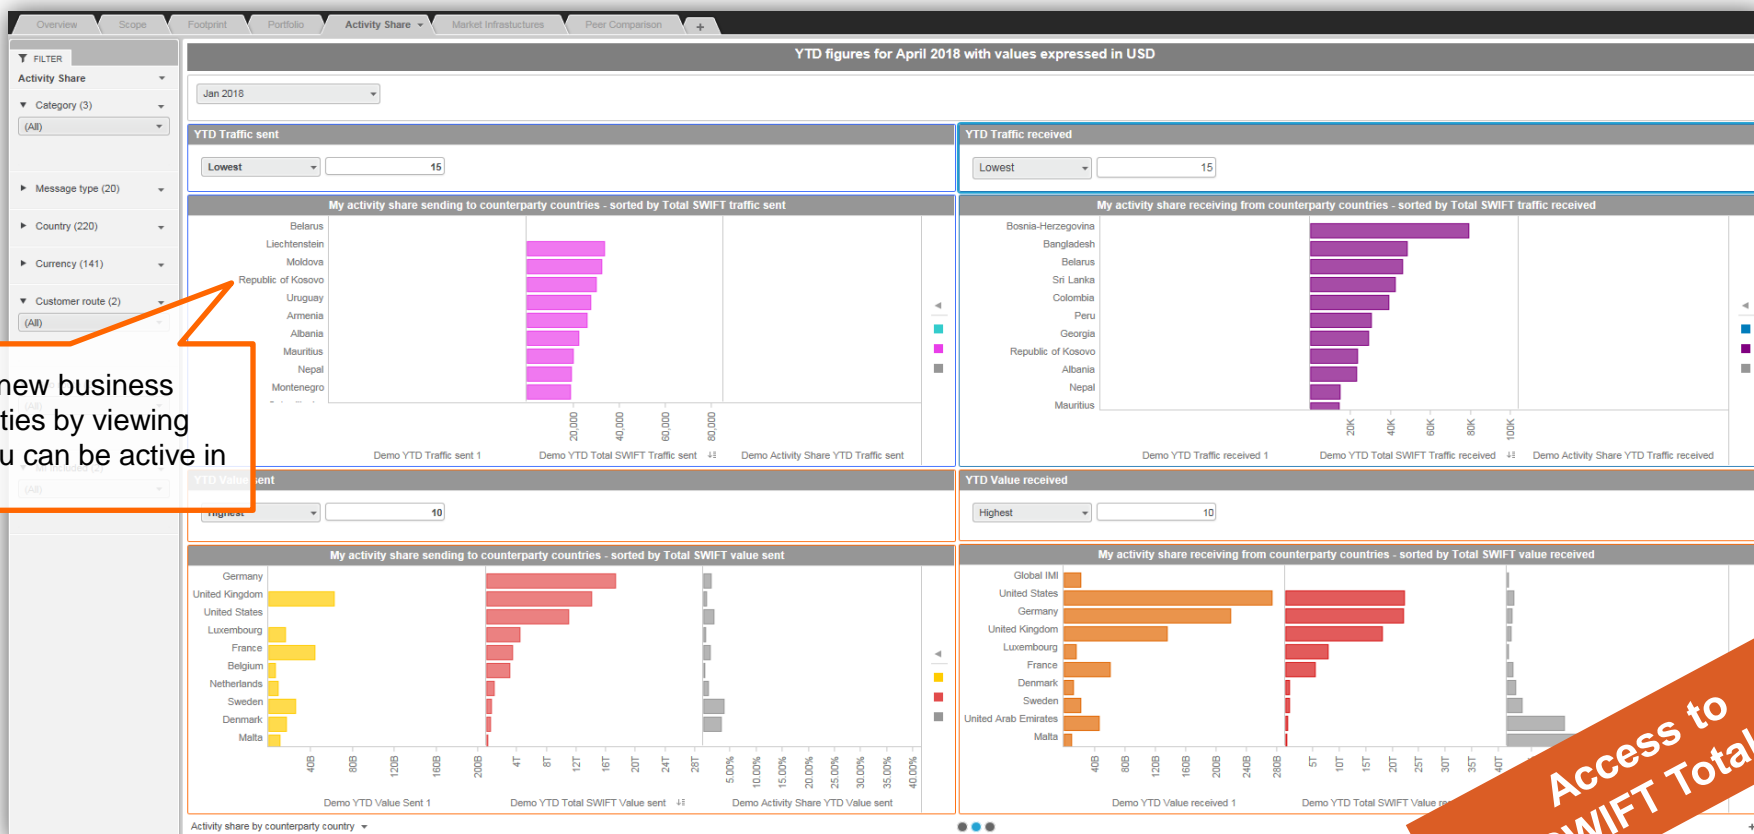 Overview Scope Footprint Portfolio Activity Share Market Infrastuctures Peer Comparison +
FILTER
Activity Share
Category (3)
(All)
Message type (20)
Country (220)
Currency (141)
Customer route (2)
(All)
(All)
new business
ties by viewing
u can be active in
YTD figures for April 2018 with values expressed in USD
Jan 2018
YTD Traffic sent
Lowest 15
My activity share sending to counterparty countries - sorted by Total SWIFT traffic sent
Belarus
Liechtenstein
Moldova
Republic of Kosovo
Uruguay
Armenia
Albania
Mauritius
Nepal
Montenegro
20,000 40,000 60,000 80,000
Demo YTD Traffic sent 1 Demo YTD Total SWIFT Traffic sent Demo Activity Share YTD Traffic sent
YTD Traffic received
Lowest 15
My activity share receiving from counterparty countries - sorted by Total SWIFT traffic received
Bosnia-Herzegovina
Bangladesh
Belarus
Sri Lanka
Colombia
Peru
Georgia
Republic of Kosovo
Albania
Nepal
Mauritius
20K 40K 60K 80K 100K
Demo YTD Traffic received 1 Demo YTD Total SWIFT Traffic received Demo Activity Share YTD Traffic received
YTD Value sent
Highest 10
My activity share sending to counterparty countries - sorted by Total SWIFT value sent
Germany
United Kingdom
United States
Luxembourg
France
Belgium
Netherlands
Sweden
Denmark
Malta
40B 80B 120B 160B 200B 4T 8T 12T 16T 20T 24T 28T 5.00% 10.00% 15.00% 20.00% 25.00% 30.00% 35.00% 40.00%
Demo YTD Value Sent 1 Demo YTD Total SWIFT Value sent Demo Activity Share YTD Value sent
YTD Value received
Highest 10
My activity share receiving from counterparty countries - sorted by Total SWIFT value received
Global IMI
United States
Germany
United Kingdom
Luxembourg
France
Denmark
Sweden
United Arab Emirates
Malta
40B 80B 120B 160B 200B 240B 280B 5T 10T 15T 20T 25T 30T 35T 40T
Demo YTD Value received 1 Demo YTD Total SWIFT Value
Access to
SWIFT Total
Activity share by counterparty country